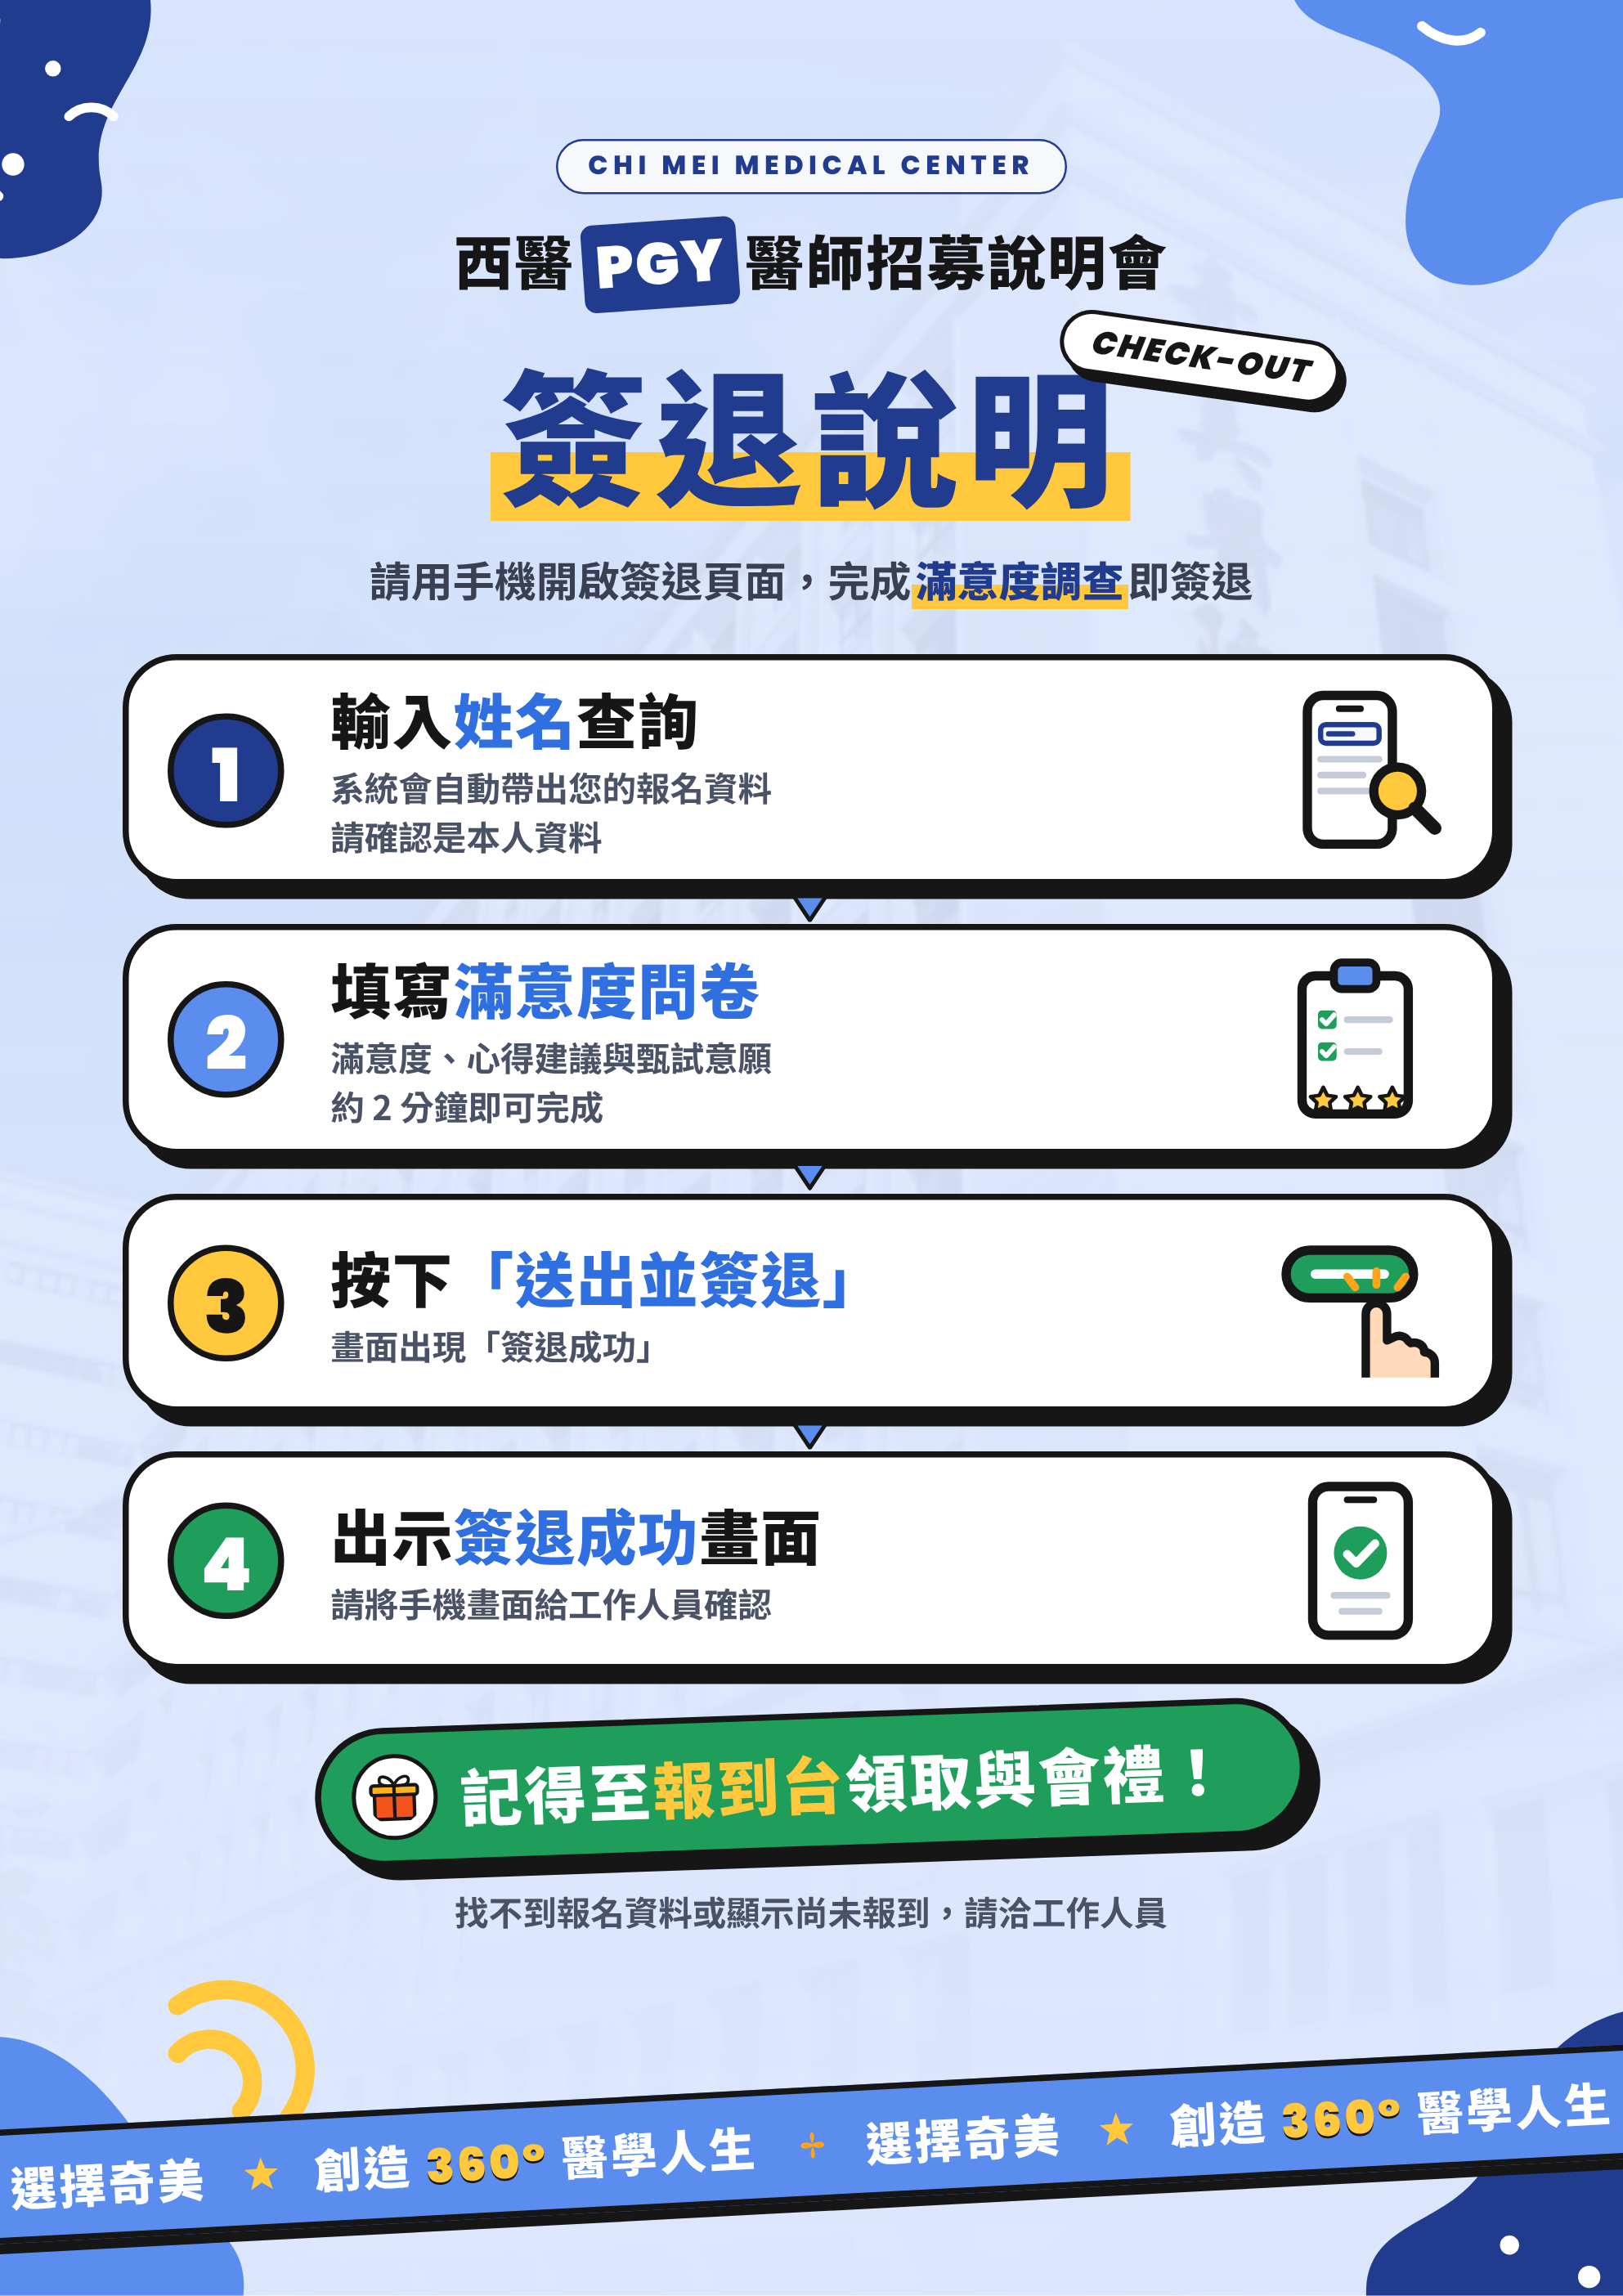 CHI MEI MEDICAL CENTER
西醫 PGY 醫師招募說明會
CHECK-OUT
簽退說明
請用手機開啟簽退頁面，完成滿意度調查即簽退
1
輸入姓名查詢
系統會自動帶出您的報名資料
請確認是本人資料
2
填寫滿意度問卷
滿意度、心得建議與甄試意願
約 2 分鐘即可完成
3
按下「送出並簽退」
畫面出現「簽退成功」
4
出示簽退成功畫面
請將手機畫面給工作人員確認
記得至報到台領取與會禮！
找不到報名資料或顯示尚未報到，請洽工作人員
選擇奇美 創造 360° 醫學人生 選擇奇美 創造 360° 醫學人生